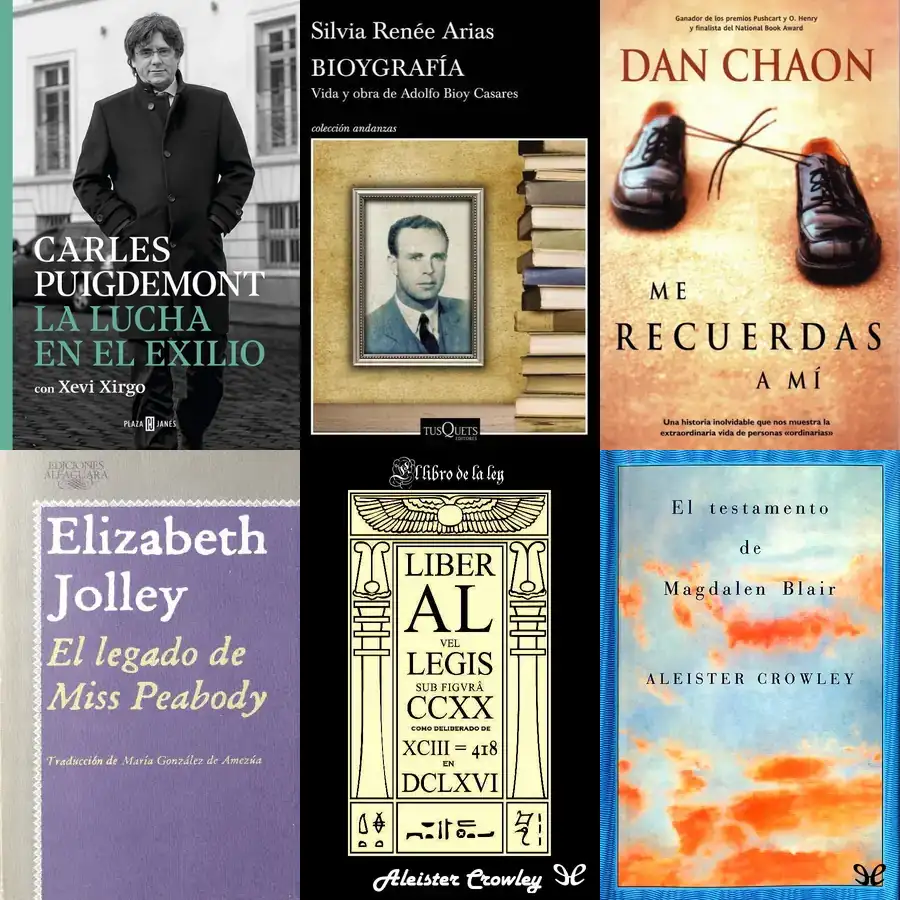 CARLES
PUIGDEMONT
LA LUCHA
EN EL EXILIO
con Xevi Xirgo
PLAZA JANÉS
Silvia Renée Arias
BIOYGRAFÍA
Vida y obra de Adolfo Bioy Casares
colección andanzas
TUSQUETS
EDITORES
Ganador de los premios Pushcart y O. Henry
y finalista del National Book Award
DAN CHAON
ME
RECUERDAS
A MÍ
Una historia inolvidable que nos muestra la
extraordinaria vida de personas «ordinarias»
EDICIONES
ALFAGUARA
Elizabeth
Jolley
El legado de
Miss Peabody
Traducción de María González de Amezúa
El libro de la ley
LIBER
AL
VEL
LEGIS
SUB FIGVRÂ
CCXX
COMO DELIBERADO DE
XCIII = 418
EN
DCLXVI
Aleister Crowley
El testamento
de
Magdalen Blair
ALEISTER CROWLEY